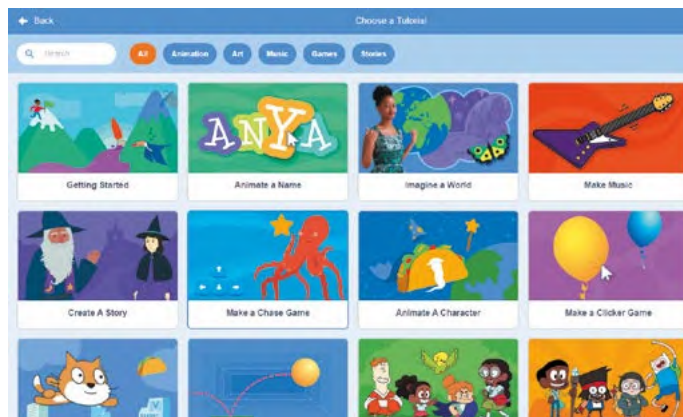 Back
Choose a Tutorial
Search
All
Animation
Art
Music
Games
Stories
ANYA
Getting Started
Animate a Name
Imagine a World
Make Music
Create A Story
Make a Chase Game
Animate A Character
Make a Clicker Game